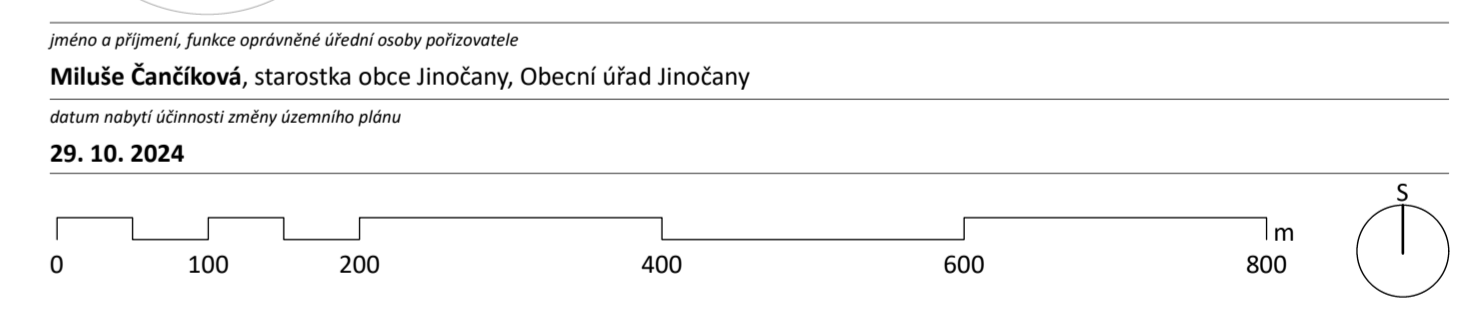 jméno a příjmení, funkce oprávněné úřední osoby pořizovatele
Miluše Čančíková, starostka obce Jinočany, Obecní úřad Jinočany
datum nabytí účinnosti změny územního plánu
29. 10. 2024
S
m
0 100 200 400 600 800